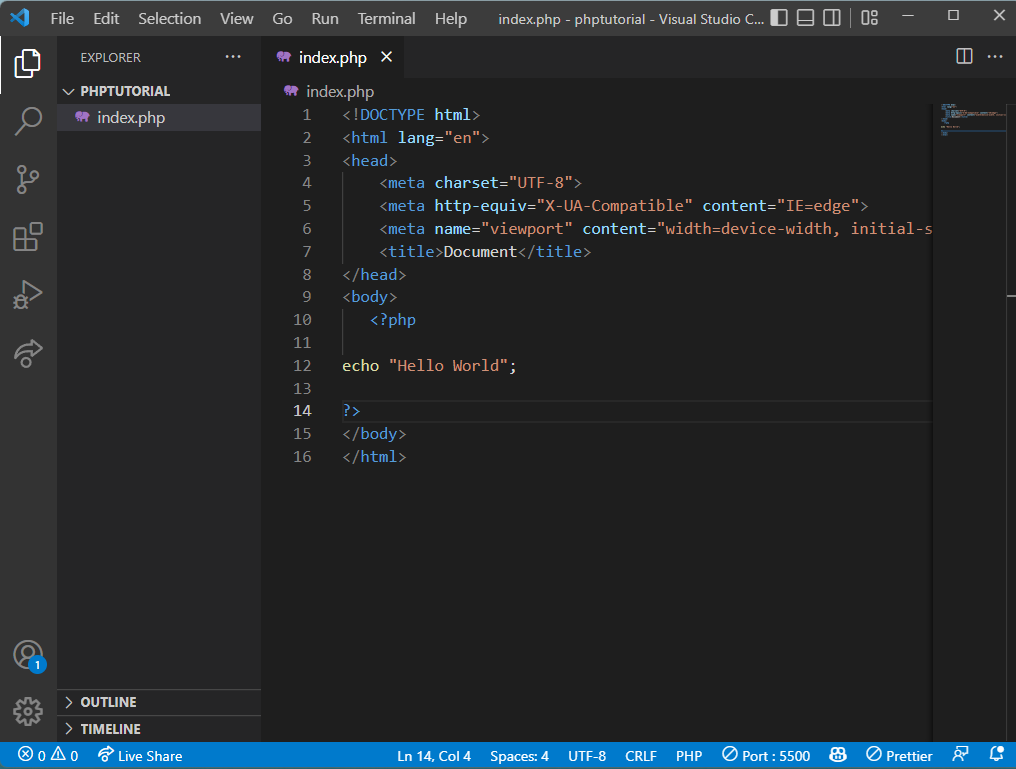 File Edit Selection View Go Run Terminal Help index.php - phptutorial - Visual Studio C...
EXPLORER
index.php
PHPTUTORIAL
index.php
index.php
1 <!DOCTYPE html>
2 <html lang="en">
3 <head>
4     <meta charset="UTF-8">
5     <meta http-equiv="X-UA-Compatible" content="IE=edge">
6     <meta name="viewport" content="width=device-width, initial-s
7     <title>Document</title>
8 </head>
9 <body>
10    <?php
11
12 echo "Hello World";
13
14 ?>
15 </body>
16 </html>
1
OUTLINE
TIMELINE
0 0 Live Share Ln 14, Col 4 Spaces: 4 UTF-8 CRLF PHP Port : 5500 Prettier